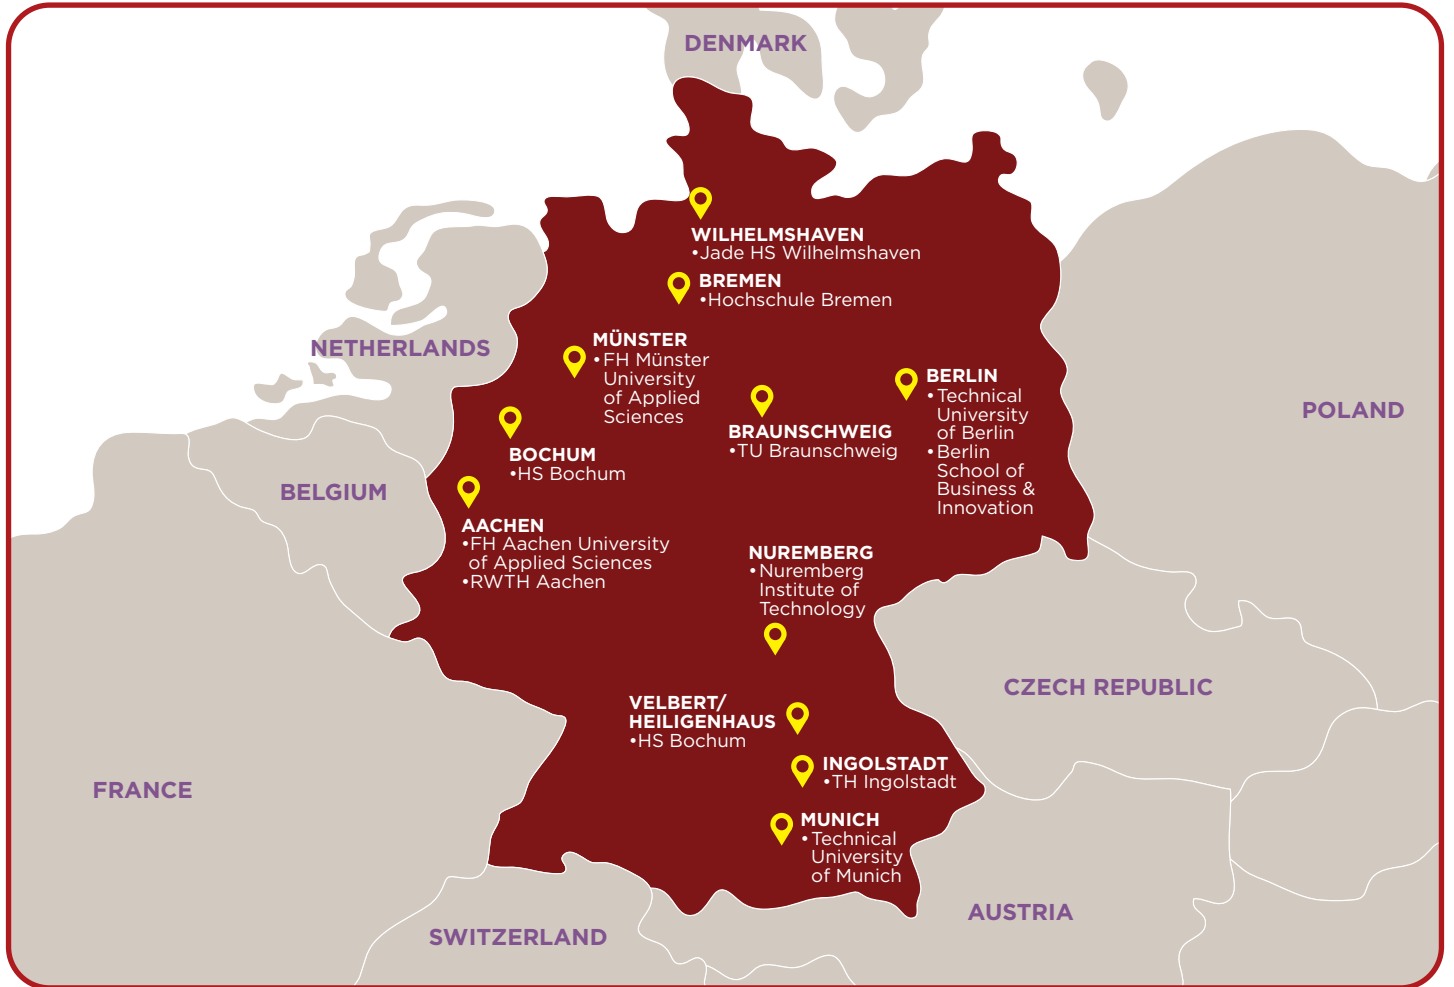 DENMARK
WILHELMSHAVEN
•Jade HS Wilhelmshaven
BREMEN
•Hochschule Bremen
NETHERLANDS
MÜNSTER
•FH Münster
University
of Applied
Sciences
BERLIN
•Technical
University
of Berlin
•Berlin
School of
Business &
Innovation
POLAND
BRAUNSCHWEIG
•TU Braunschweig
BOCHUM
•HS Bochum
BELGIUM
AACHEN
•FH Aachen University
of Applied Sciences
•RWTH Aachen
NUREMBERG
•Nuremberg
Institute of
Technology
CZECH REPUBLIC
VELBERT/
HEILIGENHAUS
•HS Bochum
INGOLSTADT
•TH Ingolstadt
FRANCE
MUNICH
•Technical
University
of Munich
AUSTRIA
SWITZERLAND